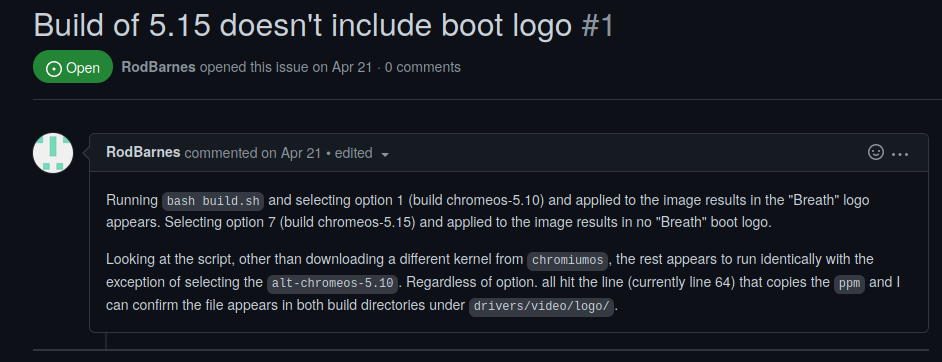 Build of 5.15 doesn't include boot logo #1
Open RodBarnes opened this issue on Apr 21 · 0 comments
RodBarnes commented on Apr 21 • edited
Running bash build.sh and selecting option 1 (build chromeos-5.10) and applied to the image results in the "Breath" logo
appears. Selecting option 7 (build chromeos-5.15) and applied to the image results in no "Breath" boot logo.
Looking at the script, other than downloading a different kernel from chromiumos, the rest appears to run identically with the
exception of selecting the alt-chromeos-5.10. Regardless of option. all hit the line (currently line 64) that copies the ppm and I
can confirm the file appears in both build directories under drivers/video/logo/.